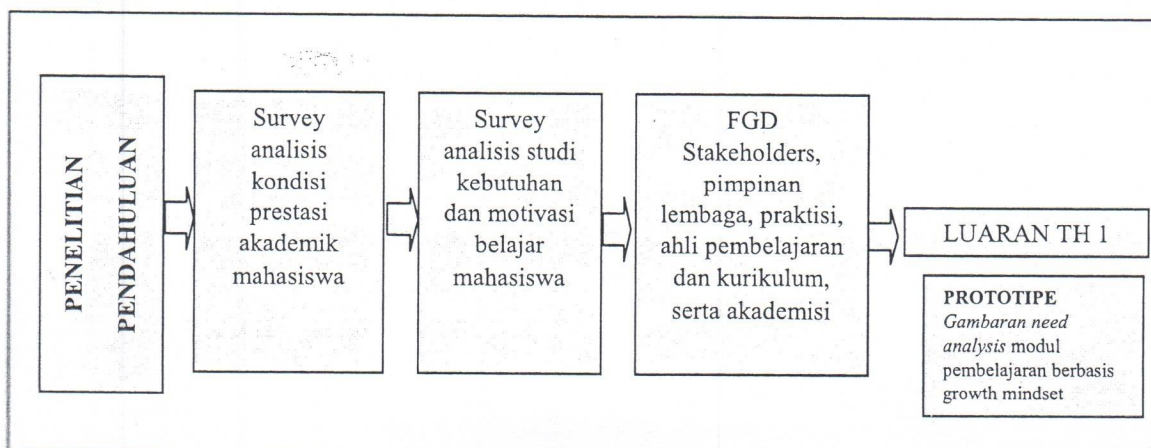 PENELITIAN
PENDAHULUAN
Survey
analisis
kondisi
prestasi
akademik
mahasiswa
Survey
analisis studi
kebutuhan
dan motivasi
belajar
mahasiswa
FGD
Stakeholders,
pimpinan
lembaga, praktisi,
ahli pembelajaran
dan kurikulum,
serta akademisi
LUARAN TH 1
PROTOTIPE
Gambaran need
analysis modul
pembelajaran berbasis
growth mindset